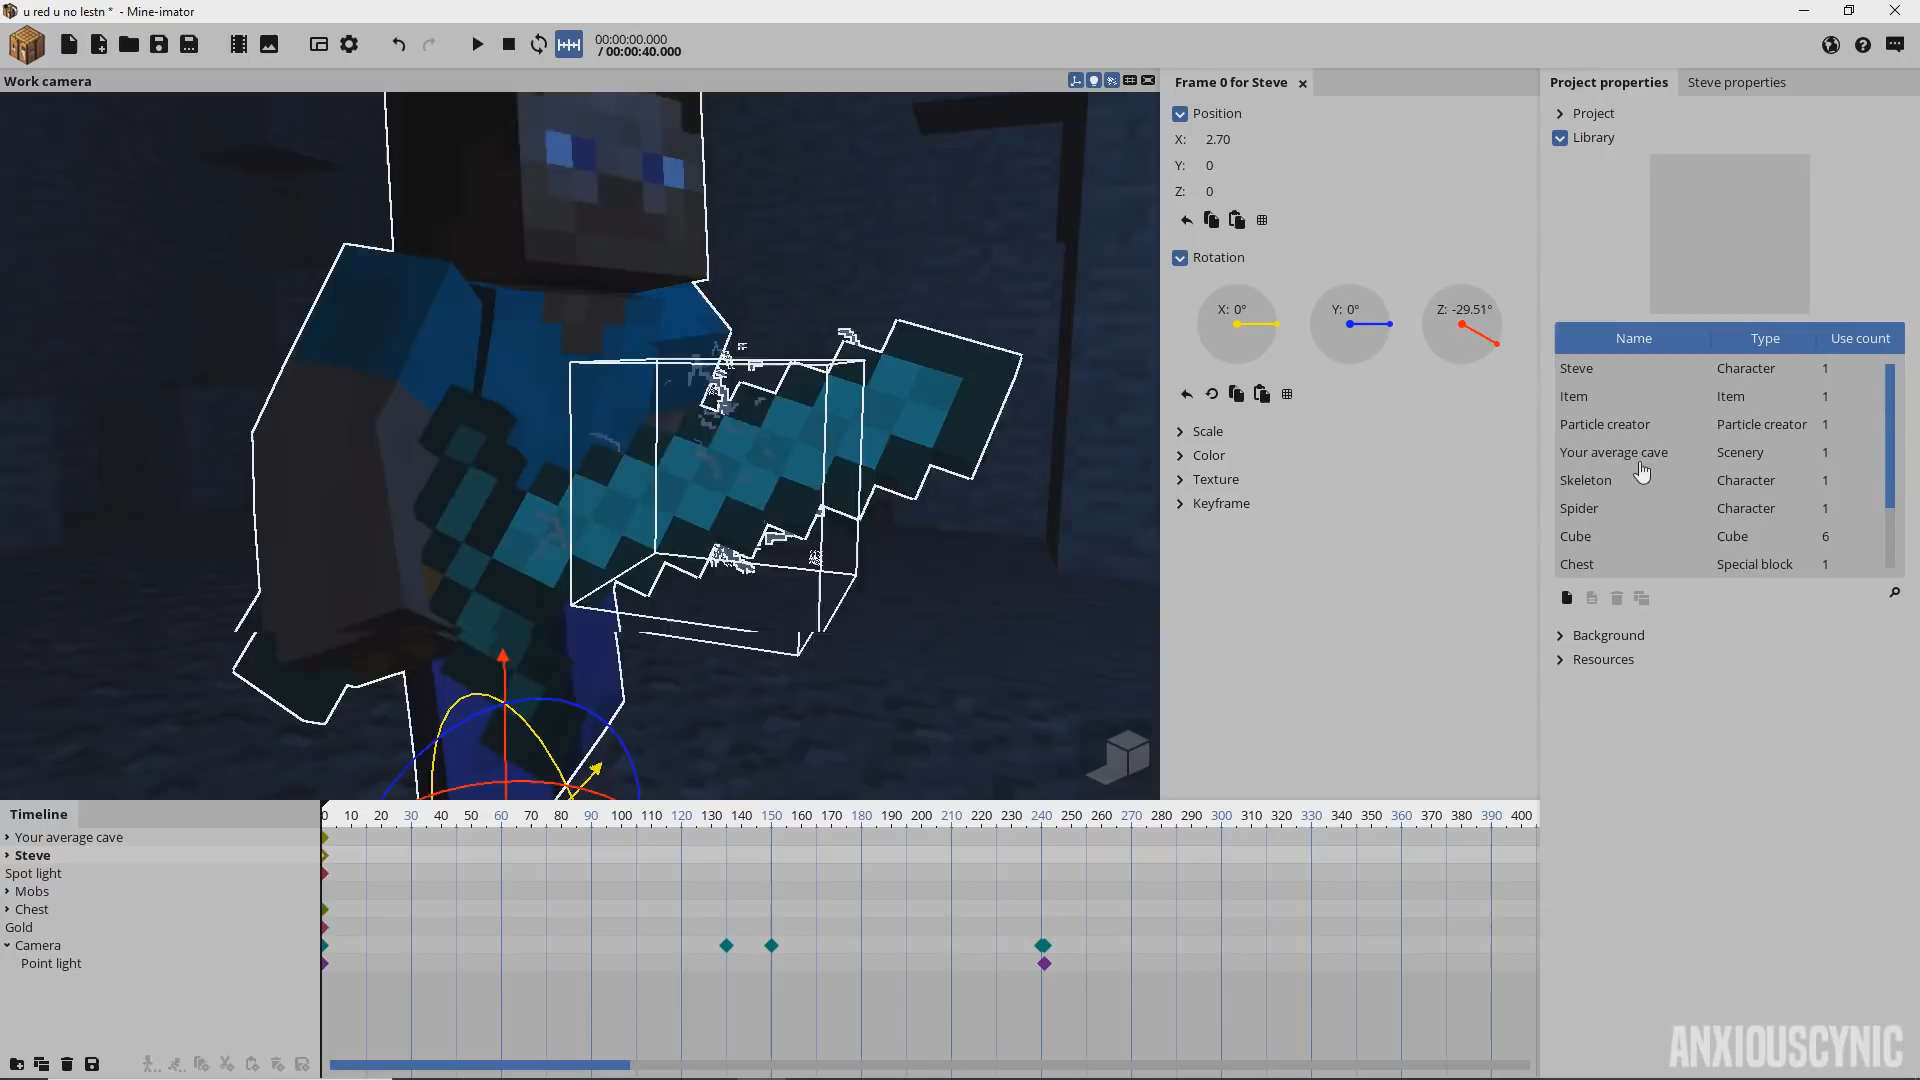 u red u no lestn * - Mine-imator
00:00:00.000
/ 00:00:40.000
Work camera
Frame 0 for Steve
Position
X: 2.70
Y: 0
Z: 0
Rotation
X: 0° Y: 0° Z: -29.51°
Scale
Color
Texture
Keyframe
Project properties Steve properties
Project
Library
Name Type Use count
Steve Character 1
Item Item 1
Particle creator Particle creator 1
Your average cave Scenery 1
Skeleton Character 1
Spider Character 1
Cube Cube 6
Chest Special block 1
Background
Resources
Timeline
0 10 20 30 40 50 60 70 80 90 100 110 120 130 140 150 160 170 180 190 200 210 220 230 240 250 260 270 280 290 300 310 320 330 340 350 360 370 380 390 400
Your average cave
Steve
Spot light
Mobs
Chest
Gold
Camera
Point light
ANXIOUSCYNIC